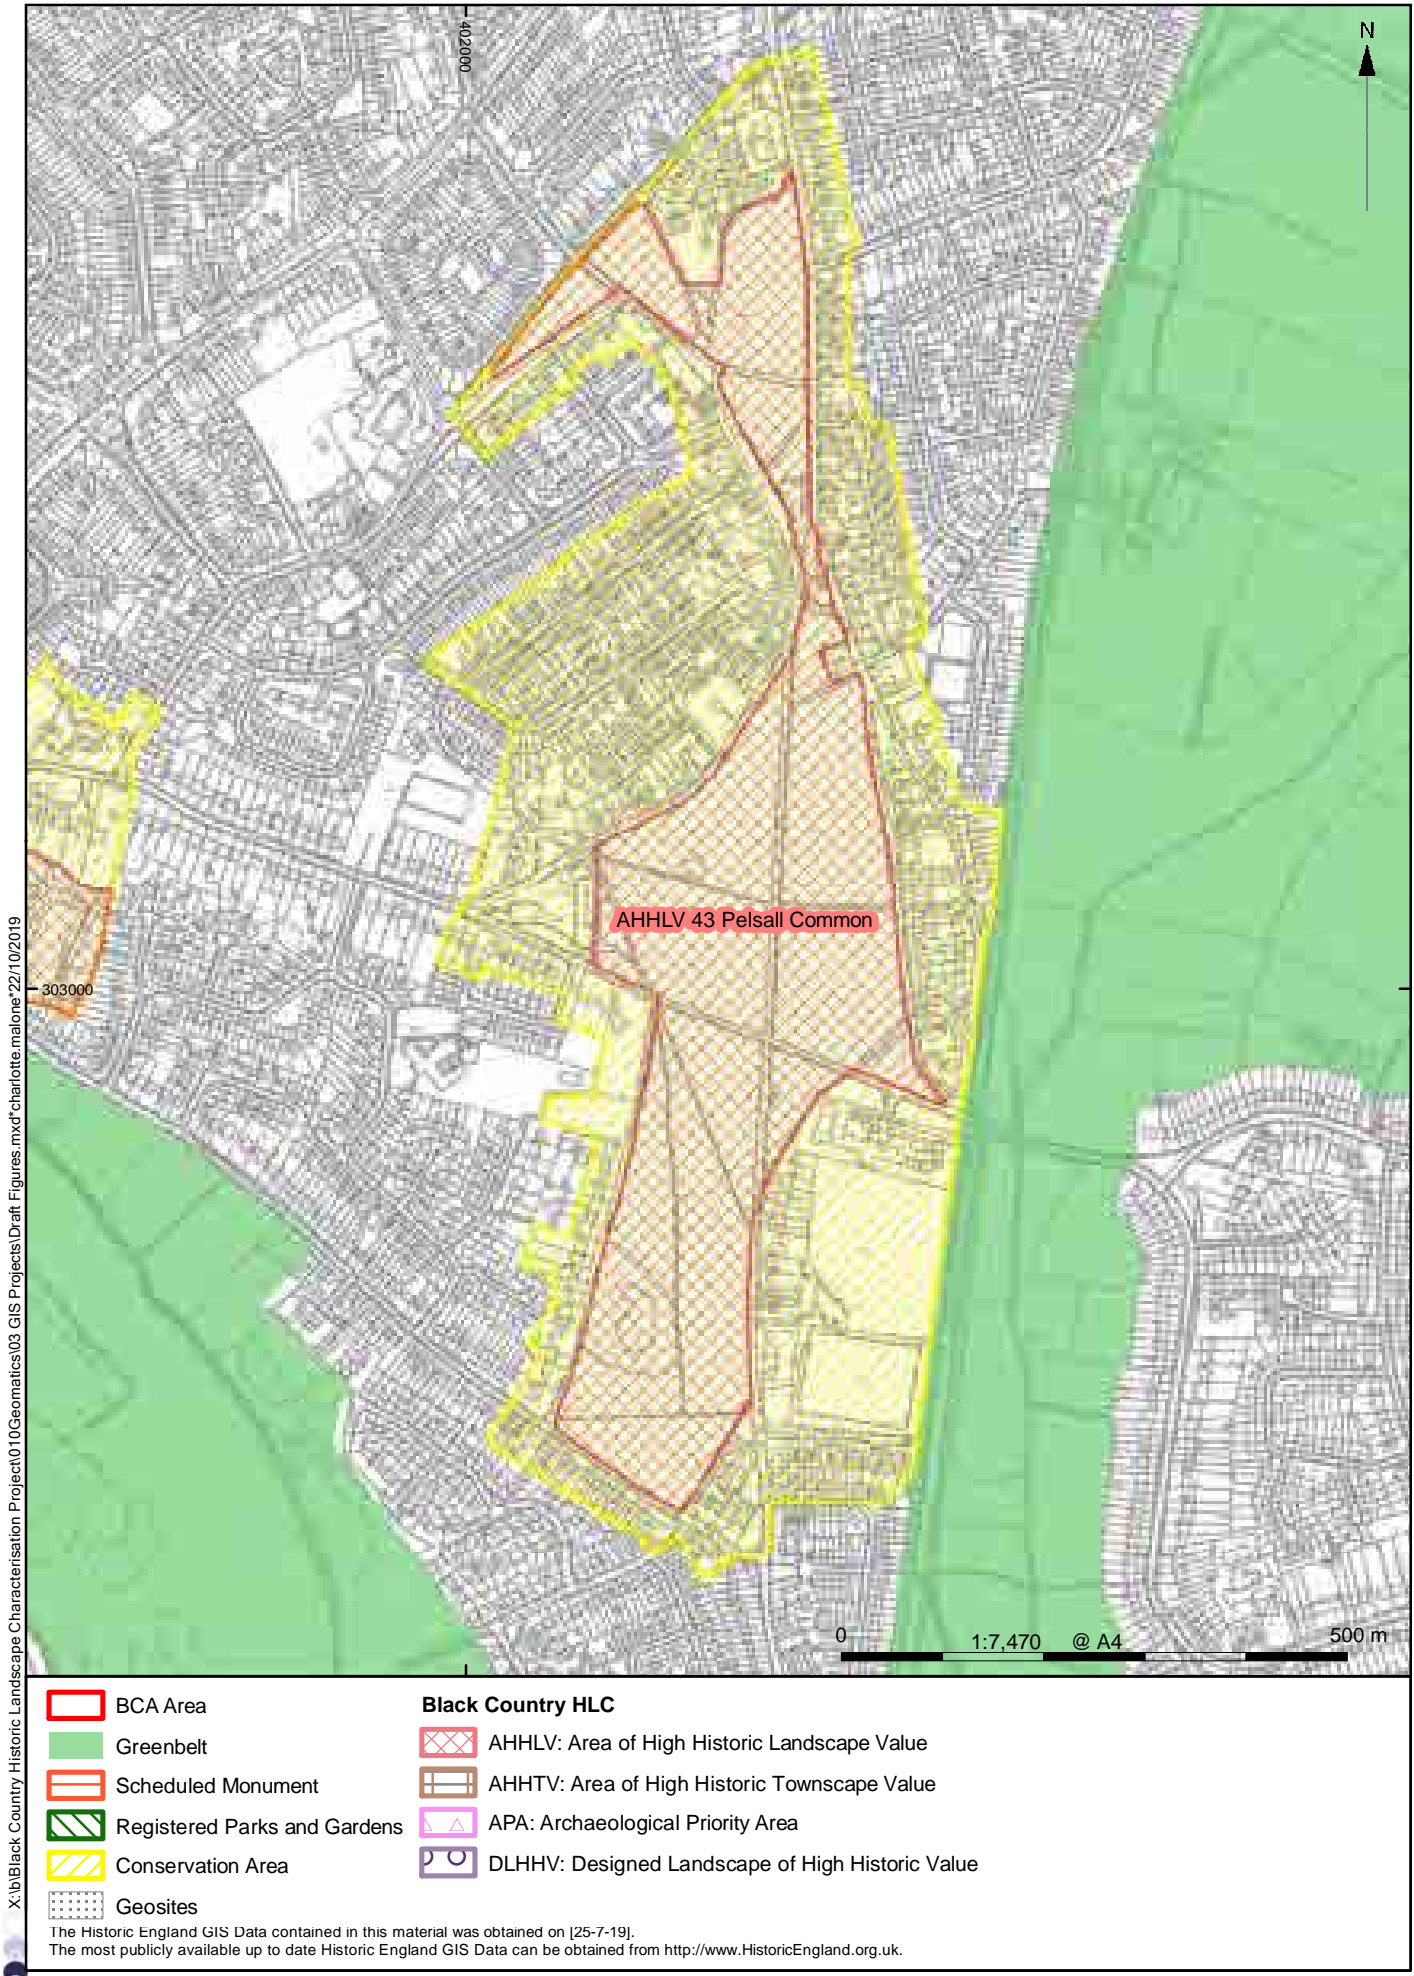 402000
N
AHHLV 43 Pelsall Common
303000
0 1:7,470 @ A4 500 m
X:\b\Black Country Historic Landscape Characterisation Project\010Geomatics\03 GIS Projects\Draft Figures.mxd*charlotte.malone*22/10/2019
BCA Area
Greenbelt
Scheduled Monument
Registered Parks and Gardens
Conservation Area
Geosites
Black Country HLC
AHHLV: Area of High Historic Landscape Value
AHHTV: Area of High Historic Townscape Value
APA: Archaeological Priority Area
DLHHV: Designed Landscape of High Historic Value
The Historic England GIS Data contained in this material was obtained on [25-7-19].
The most publicly available up to date Historic England GIS Data can be obtained from http://www.HistoricEngland.org.uk.